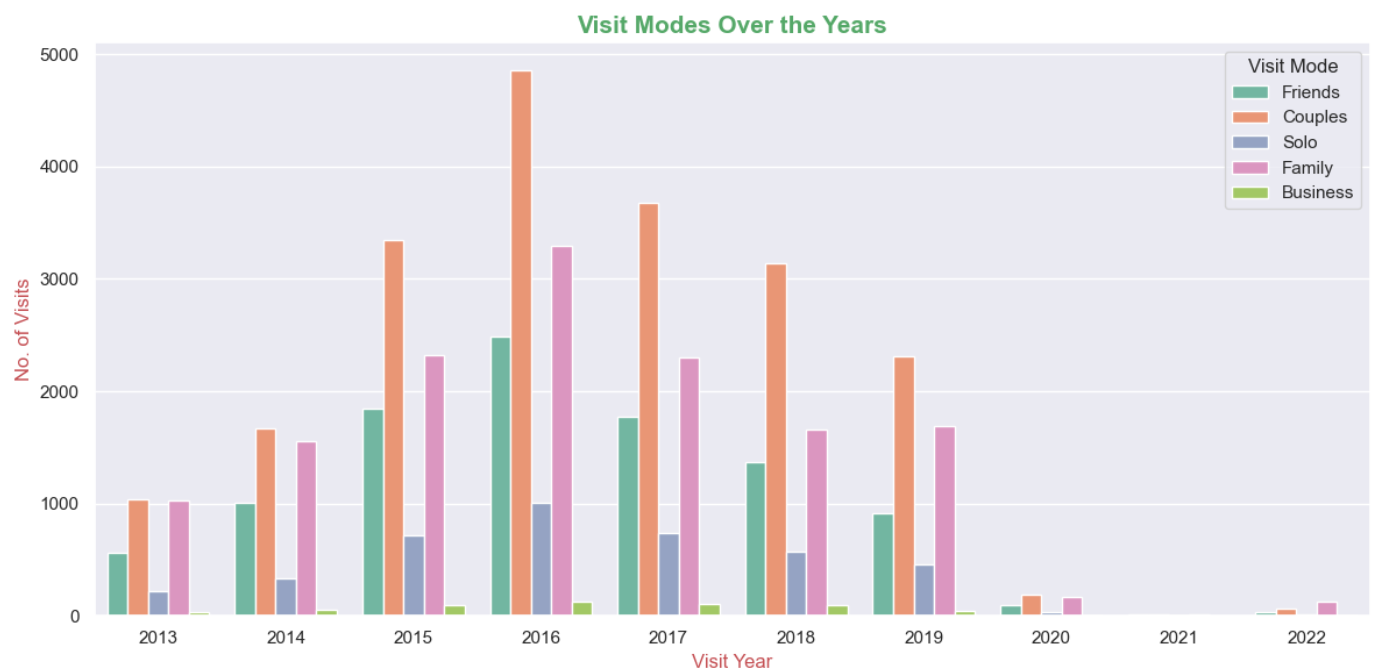 Visit Modes Over the Years
5000
4000
3000
2000
1000
0
No. of Visits
Visit Mode
Friends
Couples
Solo
Family
Business
2013 2014 2015 2016 2017 2018 2019 2020 2021 2022
Visit Year